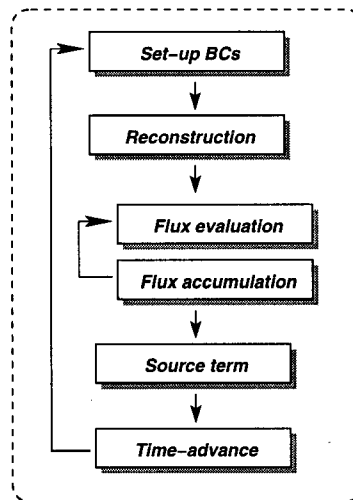 Set-up BCs
Reconstruction
Flux evaluation
Flux accumulation
Source term
Time-advance